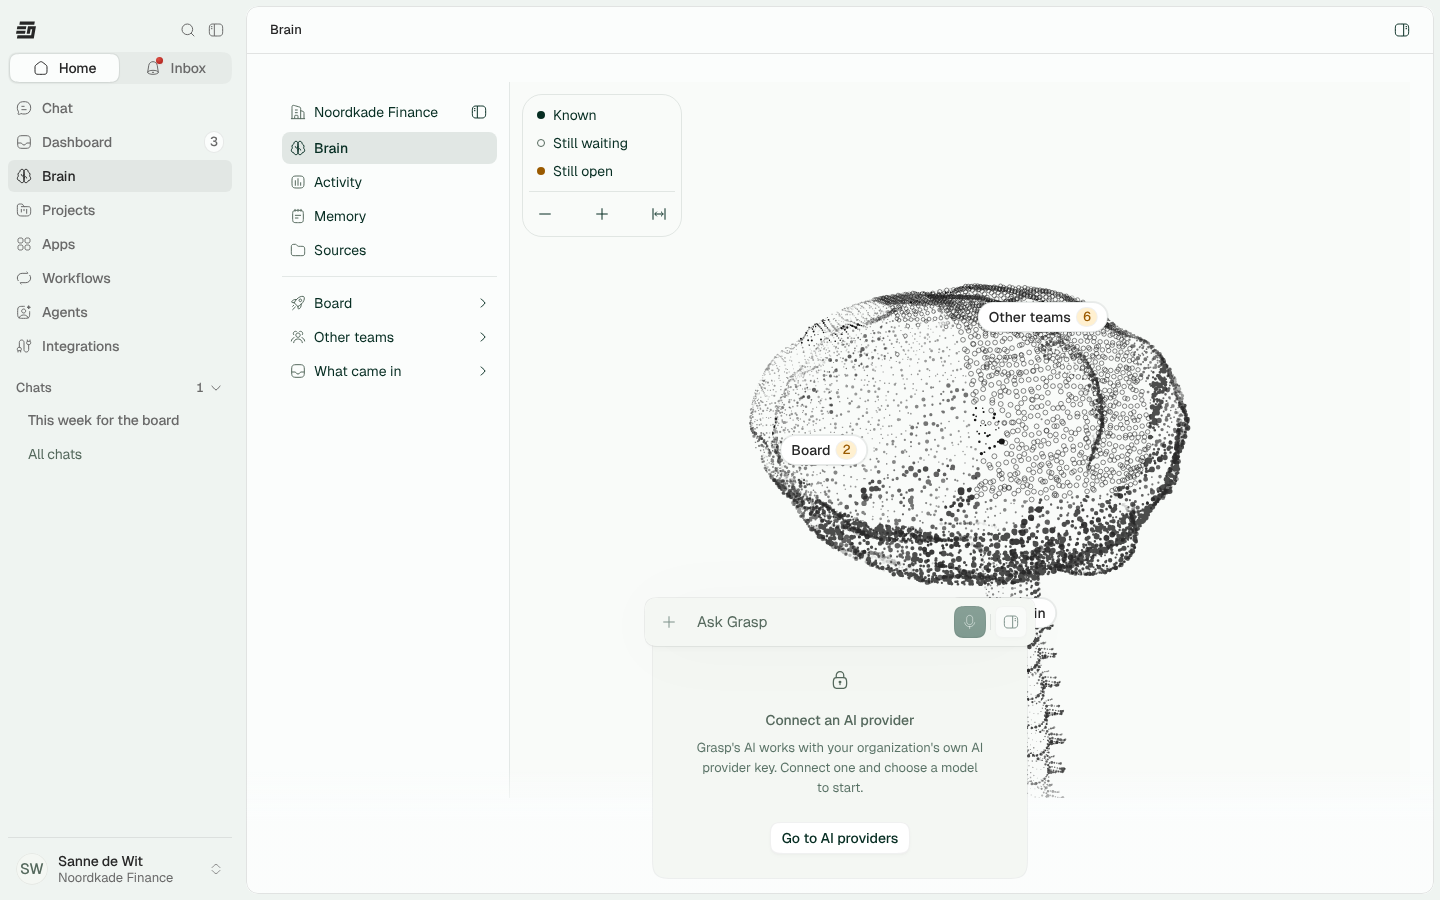 Home
Inbox
Chat
Dashboard
3
Brain
Projects
Apps
Workflows
Agents
Integrations
Chats
1
This week for the board
All chats
SW
Sanne de Wit
Noordkade Finance
Brain
Noordkade Finance
Brain
Activity
Memory
Sources
Board
Other teams
What came in
Known
Still waiting
Still open
Other teams 6
Board 2
in
Ask Grasp
Connect an AI provider
Grasp's AI works with your organization's own AI
provider key. Connect one and choose a model
to start.
Go to AI providers